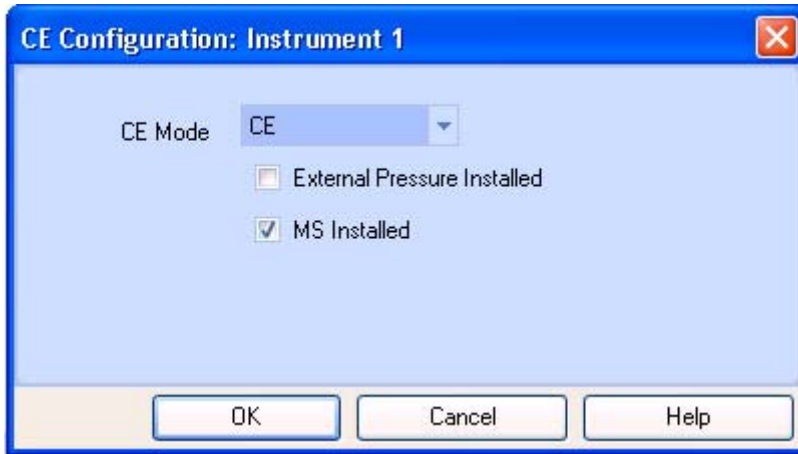 CE Configuration: Instrument 1
CE Mode CE
External Pressure Installed
MS Installed
OK Cancel Help